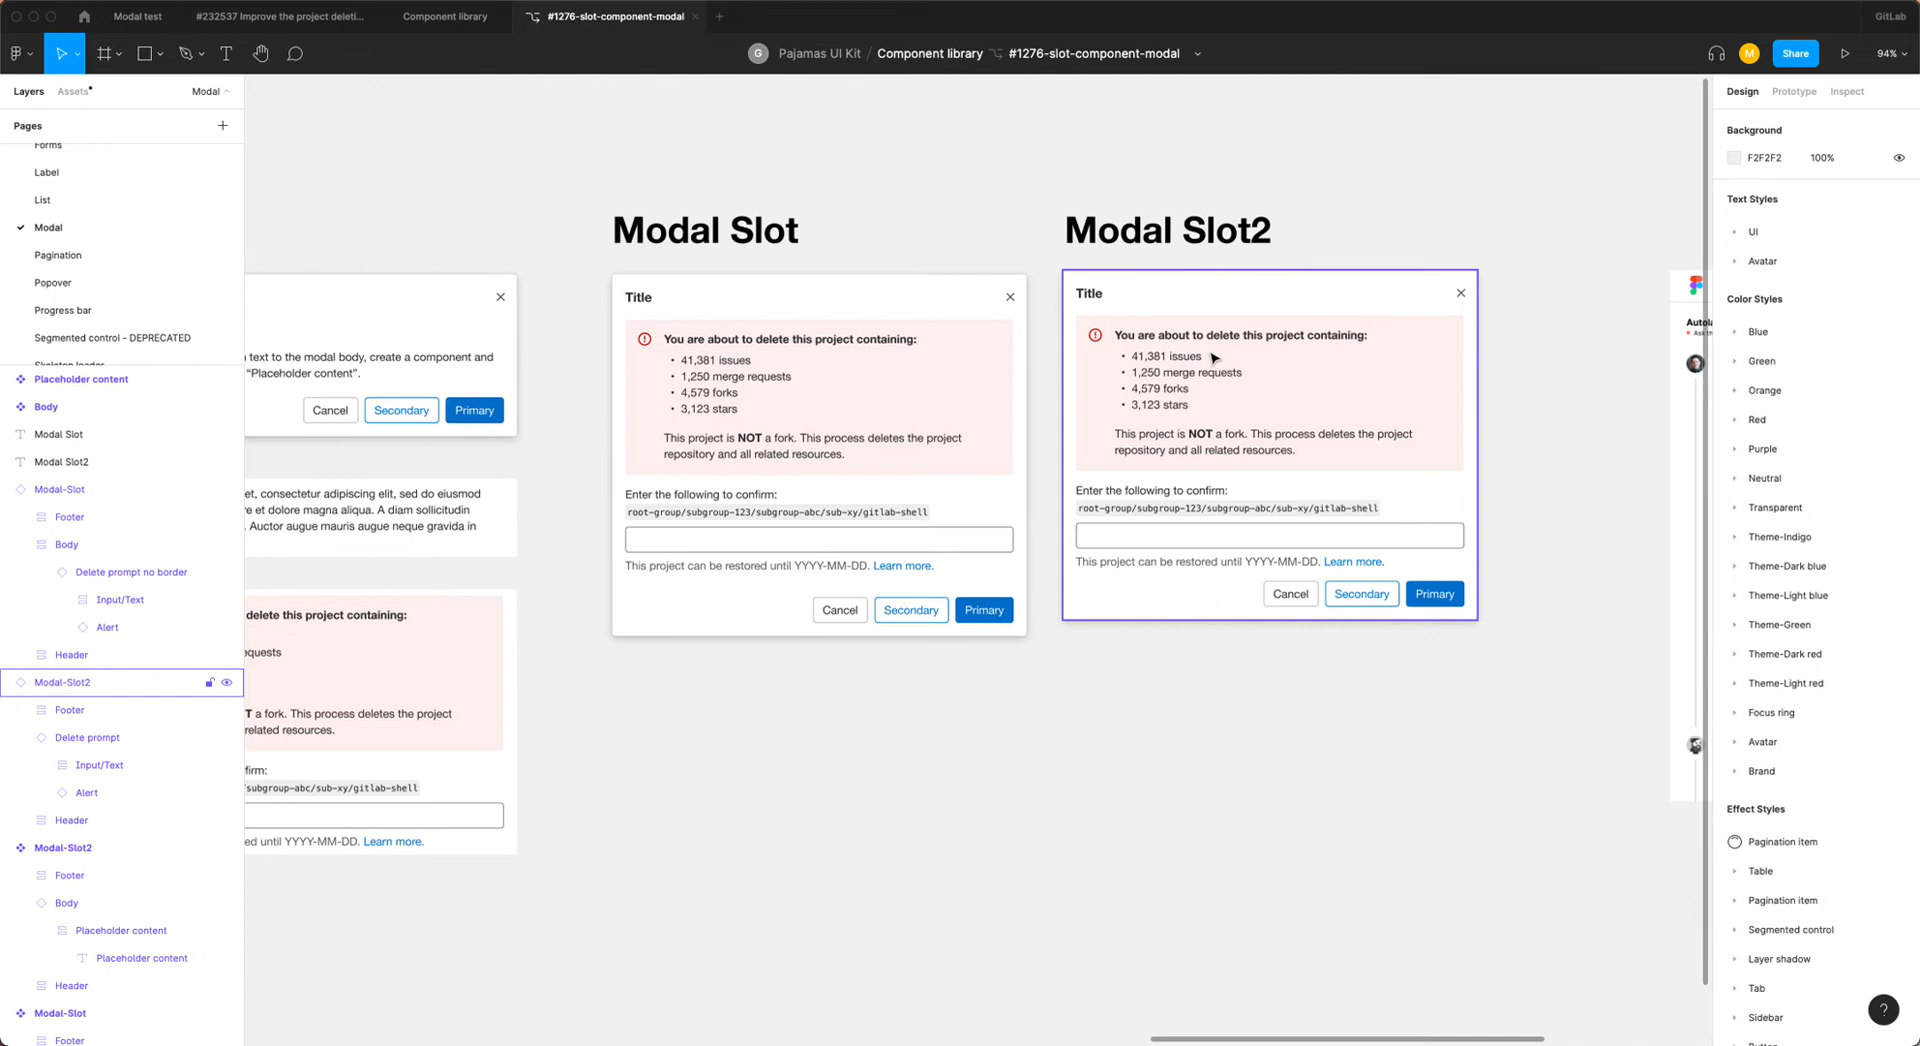 Modal test
#232537 Improve the project deleti...
Component library
#1276-slot-component-modal
GitLab
G
Pajamas UI Kit / Component library
#1276-slot-component-modal
M
Share
94%
Layers
Assets
Modal
Pages
Forms
Label
List
Modal
Pagination
Popover
Progress bar
Segmented control - DEPRECATED
Skeleton loader
Placeholder content
Body
Modal Slot
Modal Slot2
Modal-Slot
Footer
Body
Delete prompt no border
Input/Text
Alert
Header
Modal-Slot2
Footer
Delete prompt
Input/Text
Alert
Header
Modal-Slot2
Footer
Body
Placeholder content
Placeholder content
Header
Modal-Slot
Footer
text to the modal body, create a component and
“Placeholder content”.
Cancel
Secondary
Primary
et, consectetur adipiscing elit, sed do eiusmod
e et dolore magna aliqua. A diam sollicitudin
. Auctor augue mauris augue neque gravida in
delete this project containing:
quests
T a fork. This process deletes the project
related resources.
firm:
/subgroup-abc/sub-xy/gitlab-shell
ed until YYYY-MM-DD. Learn more.
Modal Slot
Title
You are about to delete this project containing:
• 41,381 issues
• 1,250 merge requests
• 4,579 forks
• 3,123 stars
This project is NOT a fork. This process deletes the project
repository and all related resources.
Enter the following to confirm:
root-group/subgroup-123/subgroup-abc/sub-xy/gitlab-shell
This project can be restored until YYYY-MM-DD. Learn more.
Cancel
Secondary
Primary
Modal Slot2
Title
You are about to delete this project containing:
• 41,381 issues
• 1,250 merge requests
• 4,579 forks
• 3,123 stars
This project is NOT a fork. This process deletes the project
repository and all related resources.
Enter the following to confirm:
root-group/subgroup-123/subgroup-abc/sub-xy/gitlab-shell
This project can be restored until YYYY-MM-DD. Learn more.
Cancel
Secondary
Primary
Design
Prototype
Inspect
Background
F2F2F2
100%
Text Styles
UI
Avatar
Color Styles
Blue
Green
Orange
Red
Purple
Neutral
Transparent
Theme-Indigo
Theme-Dark blue
Theme-Light blue
Theme-Green
Theme-Dark red
Theme-Light red
Focus ring
Avatar
Brand
Effect Styles
Pagination item
Table
Pagination item
Segmented control
Layer shadow
Tab
Sidebar
?